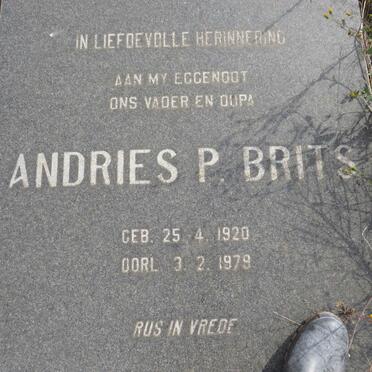 IN LIEFDEVOLLE HERINNERING
AAN MY EGGENOOT
ONS VADER EN OUPA
ANDRIES P. BRITS
GEB. 25. 4. 1920
OORL. 3. 2. 1979
RUS IN VREDE